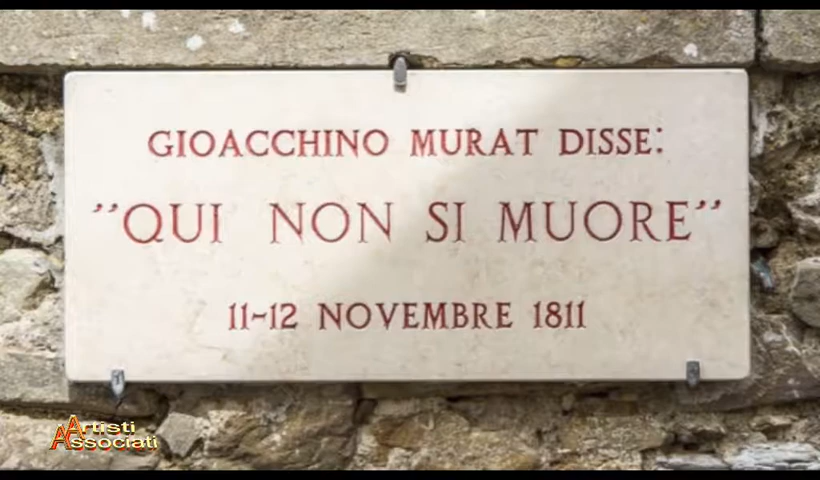 GIOACCHINO MURAT DISSE:
"QUI NON SI MUORE"
11-12 NOVEMBRE 1811
Artisti
Associati